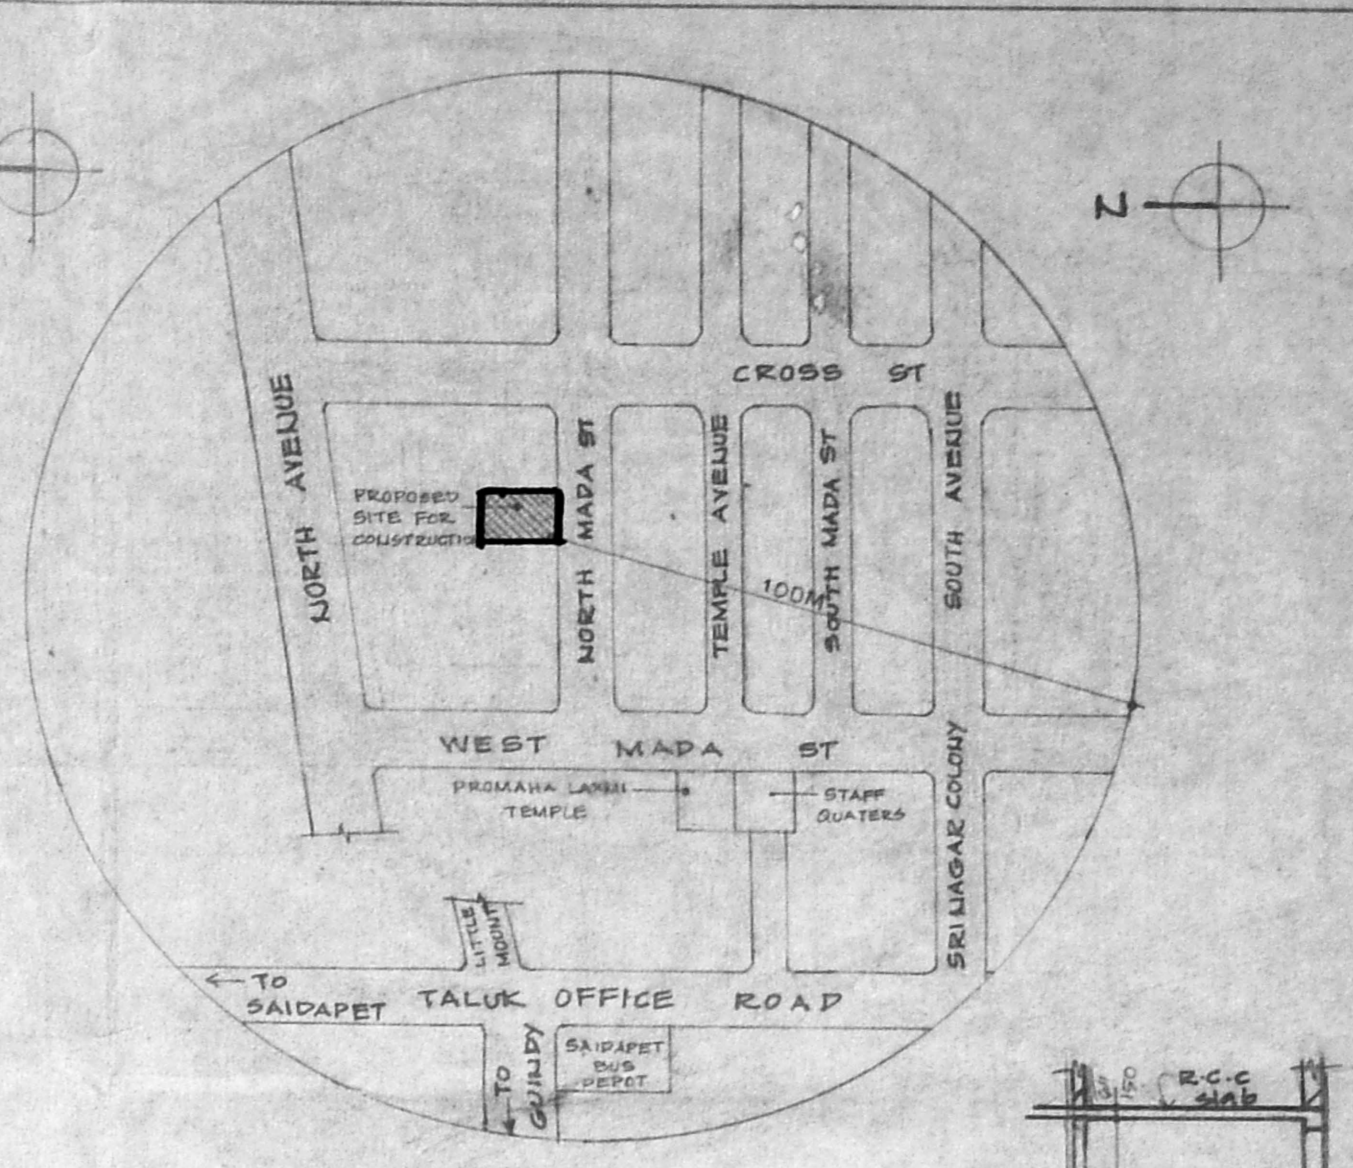 N
CROSS ST
NORTH AVENUE
PROPOSED
SITE FOR
CONSTRUCTIO
NORTH MADA ST
TEMPLE AVENUE
SOUTH MADA ST
SOUTH AVENUE
100M
WEST MADA ST
PROMAHA LAXMI
TEMPLE
STAFF
QUATERS
SRI NAGAR COLONY
LITTLE
MOUNT
TO
SAIDAPET
TALUK OFFICE ROAD
TO
GUINDY
SAIDAPET
BUS
DEPOT
150
R.C.C
Slab